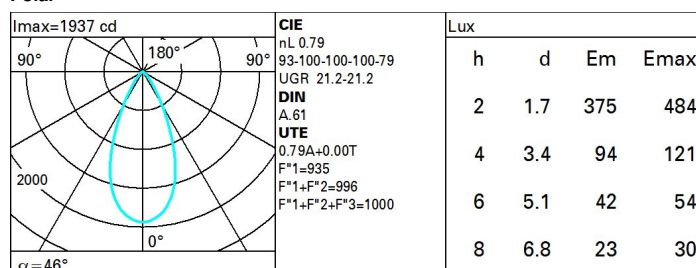 Imax=1937 cd
90°
180°
90°
2000
0°
α=46°
CIE
nL 0.79
93-100-100-100-79
UGR 21.2-21.2
DIN
A.61
UTE
0.79A+0.00T
F"1=935
F"1+F"2=996
F"1+F"2+F"3=1000
Lux
h d Em Emax
2 1.7 375 484
4 3.4 94 121
6 5.1 42 54
8 6.8 23 30